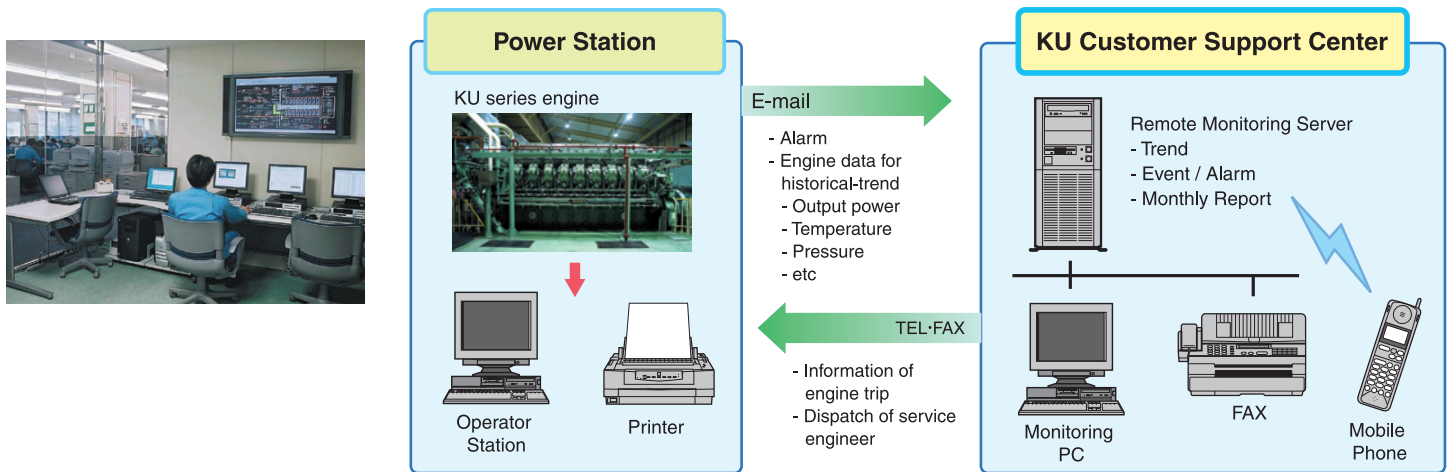 Power Station
KU series engine
Operator
Station
Printer
E-mail
- Alarm
- Engine data for
historical-trend
- Output power
- Temperature
- Pressure
- etc
TEL•FAX
- Information of
engine trip
- Dispatch of service
engineer
KU Customer Support Center
Remote Monitoring Server
- Trend
- Event / Alarm
- Monthly Report
Monitoring
PC
FAX
Mobile
Phone